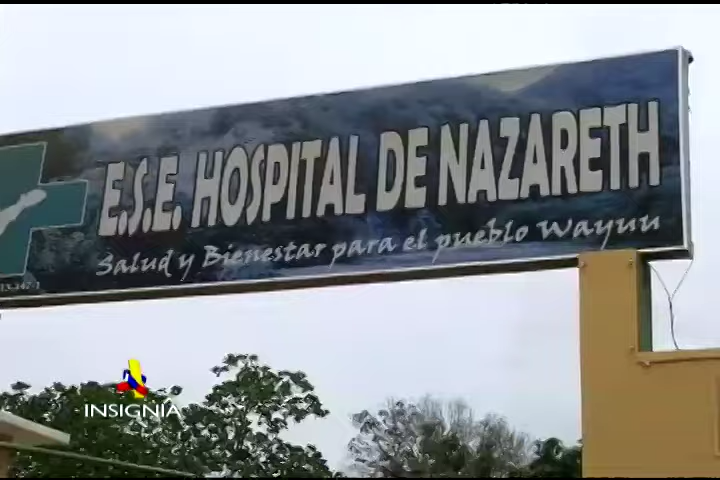 E.S.E. HOSPITAL DE NAZARETH
Salud y Bienestar para el pueblo Wayuu
INSIGNIA